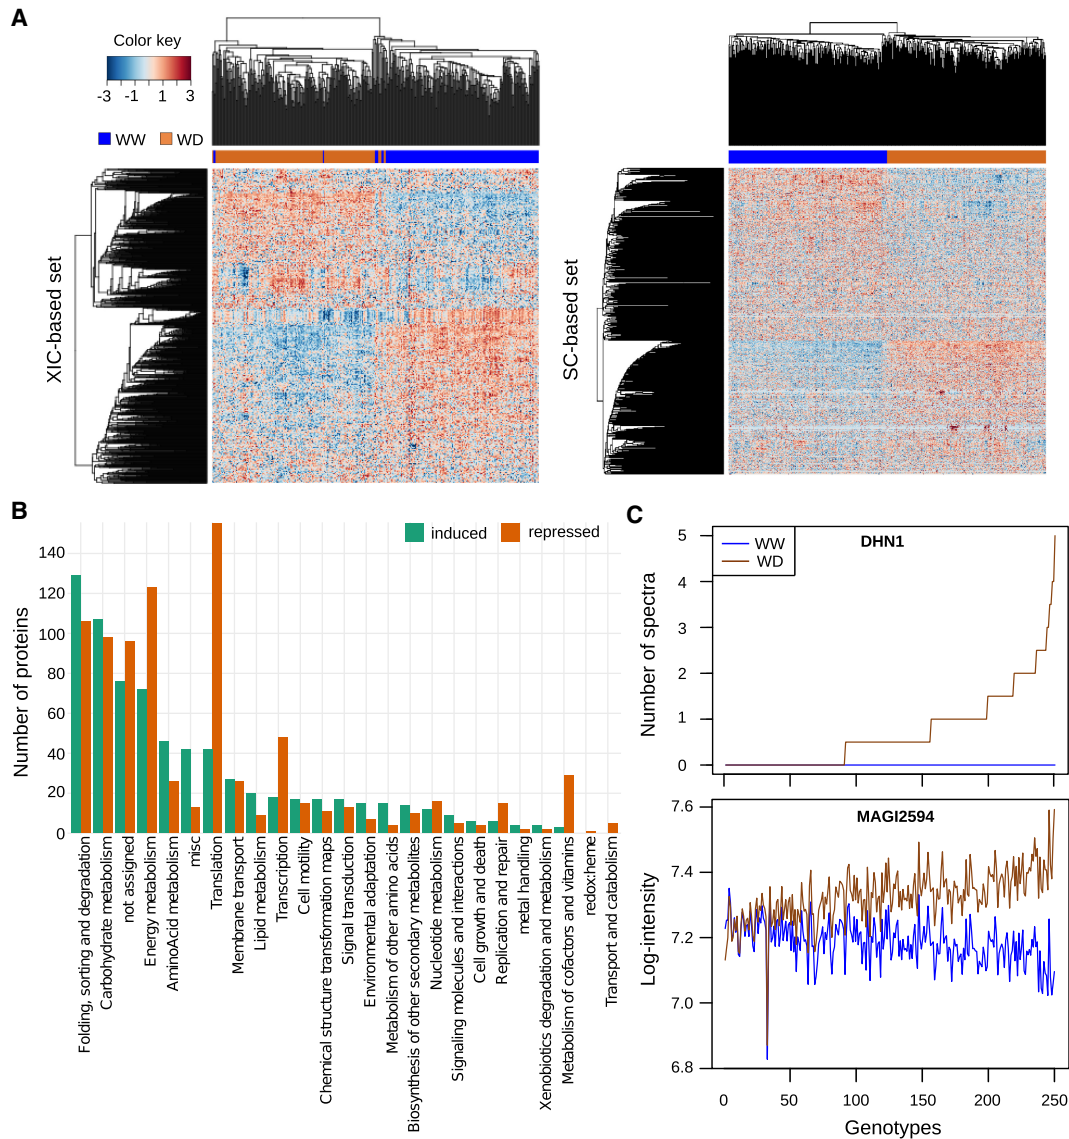 A
Color key
-3 -1 1 3
WW WD
XIC-based set
SC-based set
B
induced repressed
Number of proteins
140
120
100
80
60
40
20
0
Folding, sorting and degradation
Carbohydrate metabolism
not assigned
Energy metabolism
AminoAcid metabolism
misc
Translation
Membrane transport
Lipid metabolism
Transcription
Cell motility
Chemical structure transformation maps
Signal transduction
Environmental adaptation
Metabolism of other amino acids
Biosynthesis of other secondary metabolites
Nucleotide metabolism
Signaling molecules and interactions
Cell growth and death
Replication and repair
metal handling
Xenobiotics degradation and metabolism
Metabolism of cofactors and vitamins
redox:heme
Transport and catabolism
C
DHN1
WW
WD
Number of spectra
5
4
3
2
1
0
MAGI2594
Log-intensity
7.6
7.4
7.2
7.0
6.8
0 50 100 150 200 250
Genotypes